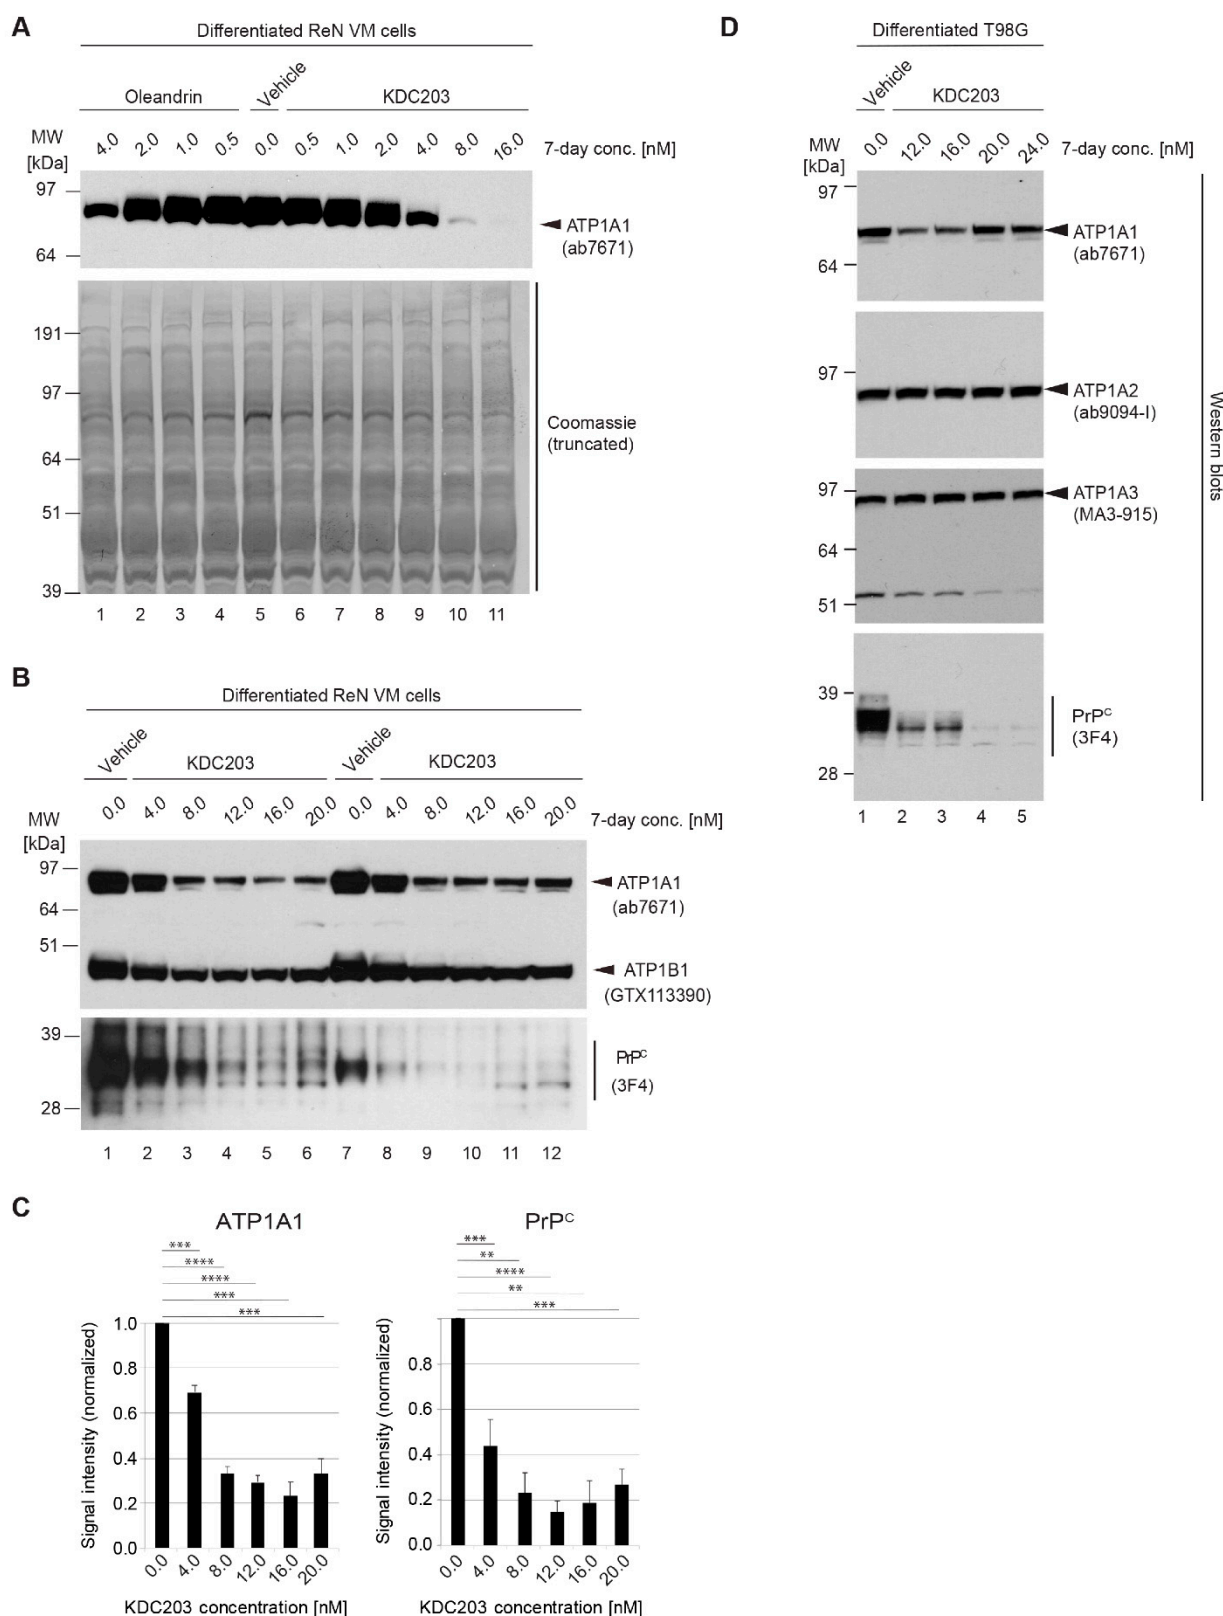 A
Differentiated ReN VM cells
Oleandrin
Vehicle
KDC203
MW
[kDa]
4.0 2.0 1.0 0.5 0.0 0.5 1.0 2.0 4.0 8.0 16.0
7-day conc. [nM]
97
64
ATP1A1
(ab7671)
191
97
64
51
39
Coomassie
(truncated)
1 2 3 4 5 6 7 8 9 10 11
B
Differentiated ReN VM cells
Vehicle
KDC203
Vehicle
KDC203
MW
[kDa]
0.0 4.0 8.0 12.0 16.0 20.0 0.0 4.0 8.0 12.0 16.0 20.0
7-day conc. [nM]
97
64
51
ATP1A1
(ab7671)
ATP1B1
(GTX113390)
39
28
PrPC
(3F4)
1 2 3 4 5 6 7 8 9 10 11 12
C
ATP1A1
***
****
****
***
***
Signal intensity (normalized)
1.0
0.8
0.6
0.4
0.2
0.0
0.0 4.0 8.0 12.0 16.0 20.0
KDC203 concentration [nM]
PrPC
***
**
****
**
***
Signal intensity (normalized)
0.8
0.6
0.4
0.2
0.0
0.0 4.0 8.0 12.0 16.0 20.0
KDC203 concentration [nM]
D
Differentiated T98G
Vehicle
KDC203
MW
[kDa]
0.0 12.0 16.0 20.0 24.0
7-day conc. [nM]
97
64
ATP1A1
(ab7671)
97
ATP1A2
(ab9094-I)
97
64
51
ATP1A3
(MA3-915)
39
28
PrPC
(3F4)
1 2 3 4 5
Western blots